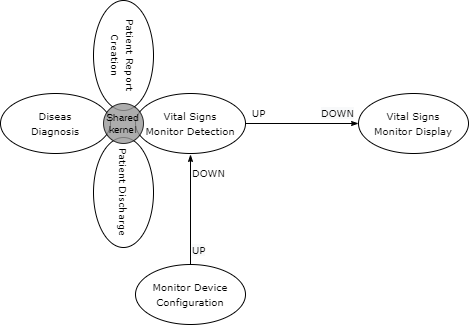 Patient Report
Creation
Diseas
Diagnosis
Shared
kernel
Vital Signs
Monitor Detection
UP
DOWN
Vital Signs
Monitor Display
Patient Discharge
DOWN
UP
Monitor Device
Configuration